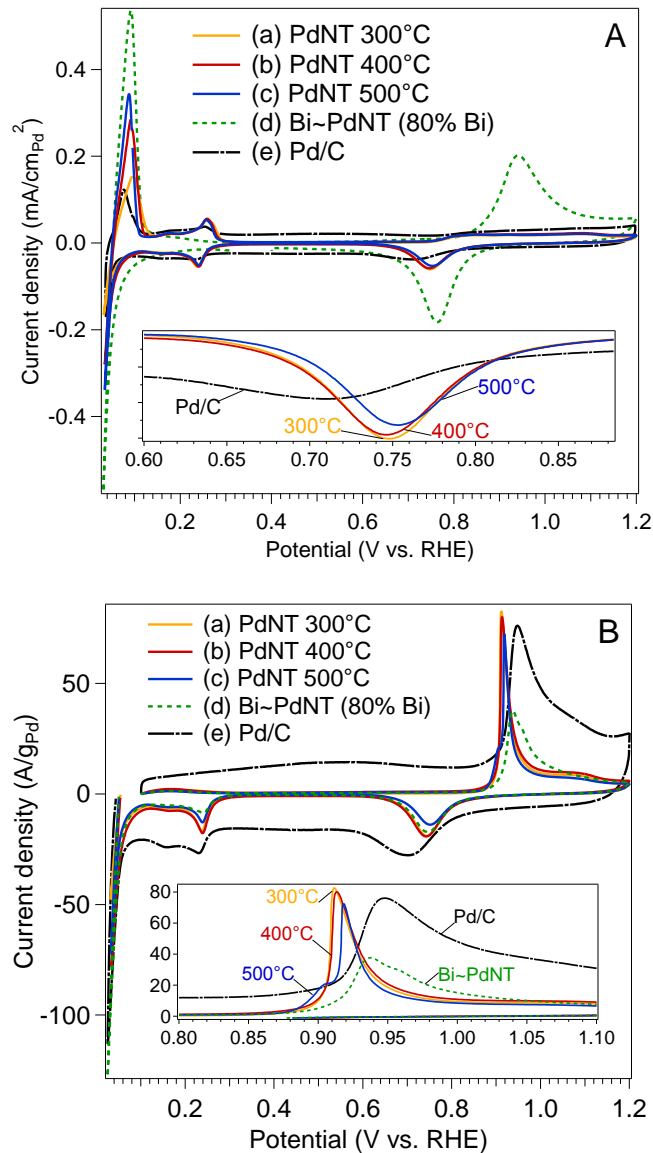 A
(a) PdNT 300°C
(b) PdNT 400°C
(c) PdNT 500°C
(d) Bi~PdNT (80% Bi)
(e) Pd/C
Current density (mA/cm_Pd²)
0.4
0.2
0.0
-0.2
-0.4
Pd/C
300°C
400°C
500°C
0.60 0.65 0.70 0.75 0.80 0.85
0.2 0.4 0.6 0.8 1.0 1.2
Potential (V vs. RHE)
B
(a) PdNT 300°C
(b) PdNT 400°C
(c) PdNT 500°C
(d) Bi~PdNT (80% Bi)
(e) Pd/C
Current density (A/g_Pd)
50
0
-50
-100
80
60
40
20
0
300°C
400°C
500°C
Pd/C
Bi~PdNT
0.80 0.85 0.90 0.95 1.00 1.05 1.10
0.2 0.4 0.6 0.8 1.0 1.2
Potential (V vs. RHE)